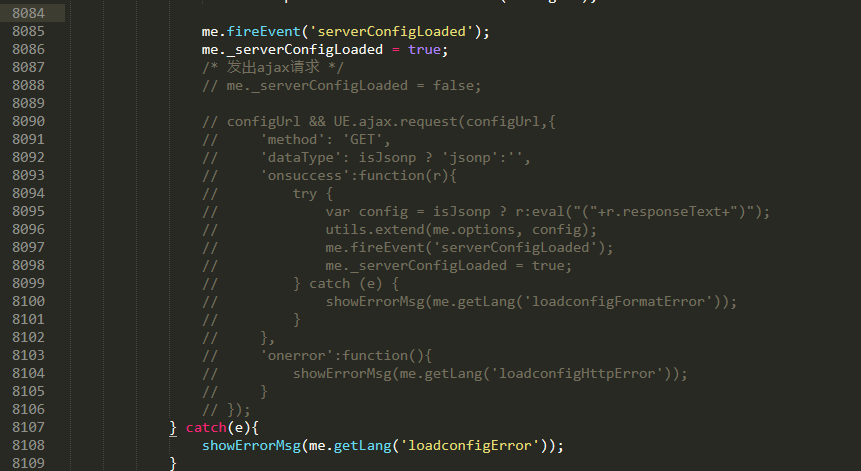 8084
8085 me.fireEvent('serverConfigLoaded');
8086 me._serverConfigLoaded = true;
8087 /* 发出ajax请求 */
8088 // me._serverConfigLoaded = false;
8089
8090 // configUrl && UE.ajax.request(configUrl,{
8091 //     'method': 'GET',
8092 //     'dataType': isJsonp ? 'jsonp':'',
8093 //     'onsuccess':function(r){
8094 //         try {
8095 //             var config = isJsonp ? r:eval("("+r.responseText+")");
8096 //             utils.extend(me.options, config);
8097 //             me.fireEvent('serverConfigLoaded');
8098 //             me._serverConfigLoaded = true;
8099 //         } catch (e) {
8100 //             showErrorMsg(me.getLang('loadconfigFormatError'));
8101 //         }
8102 //     },
8103 //     'onerror':function(){
8104 //         showErrorMsg(me.getLang('loadconfigHttpError'));
8105 //     }
8106 // });
8107 } catch(e){
8108 showErrorMsg(me.getLang('loadconfigError'));
8109 }